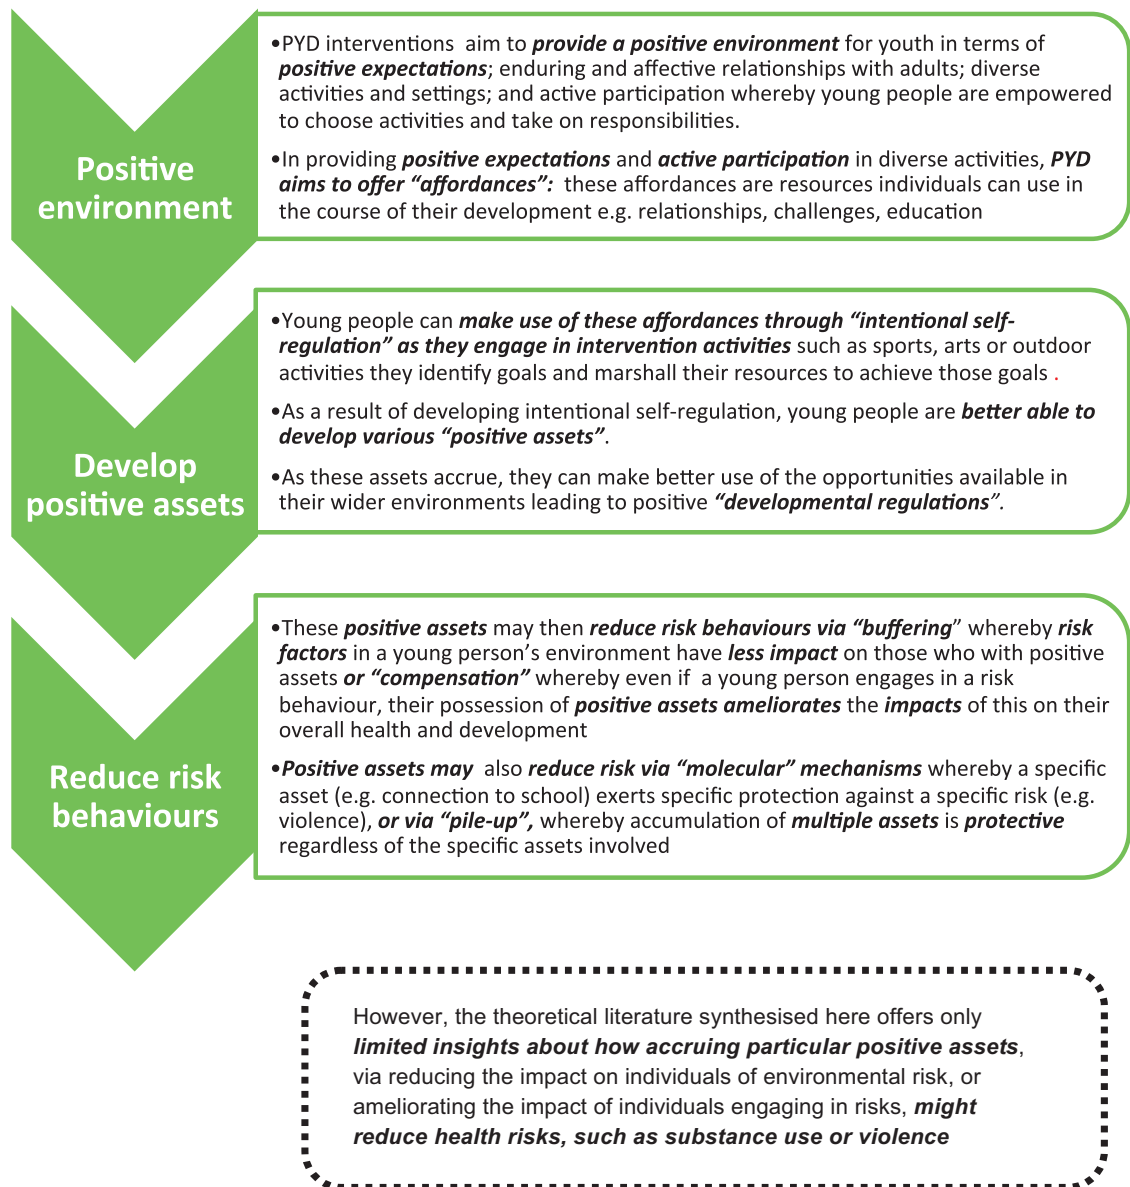 Positive
environment
•PYD interventions  aim to provide a positive environment for youth in terms of
positive expectations; enduring and affective relationships with adults; diverse
activities and settings; and active participation whereby young people are empowered
to choose activities and take on responsibilities.
•In providing positive expectations and active participation in diverse activities, PYD
aims to offer “affordances”:  these affordances are resources individuals can use in
the course of their development e.g. relationships, challenges, education
Develop
positive assets
•Young people can make use of these affordances through “intentional self-
regulation” as they engage in intervention activities such as sports, arts or outdoor
activities they identify goals and marshall their resources to achieve those goals .
•As a result of developing intentional self-regulation, young people are better able to
develop various “positive assets”.
•As these assets accrue, they can make better use of the opportunities available in
their wider environments leading to positive “developmental regulations”.
Reduce risk
behaviours
•These positive assets may then reduce risk behaviours via “buffering” whereby risk
factors in a young person’s environment have less impact on those who with positive
assets or “compensation” whereby even if  a young person engages in a risk
behaviour, their possession of positive assets ameliorates the impacts of this on their
overall health and development
•Positive assets may  also reduce risk via “molecular” mechanisms whereby a specific
asset (e.g. connection to school) exerts specific protection against a specific risk (e.g.
violence), or via “pile-up”, whereby accumulation of multiple assets is protective
regardless of the specific assets involved
However, the theoretical literature synthesised here offers only
limited insights about how accruing particular positive assets,
via reducing the impact on individuals of environmental risk, or
ameliorating the impact of individuals engaging in risks, might
reduce health risks, such as substance use or violence